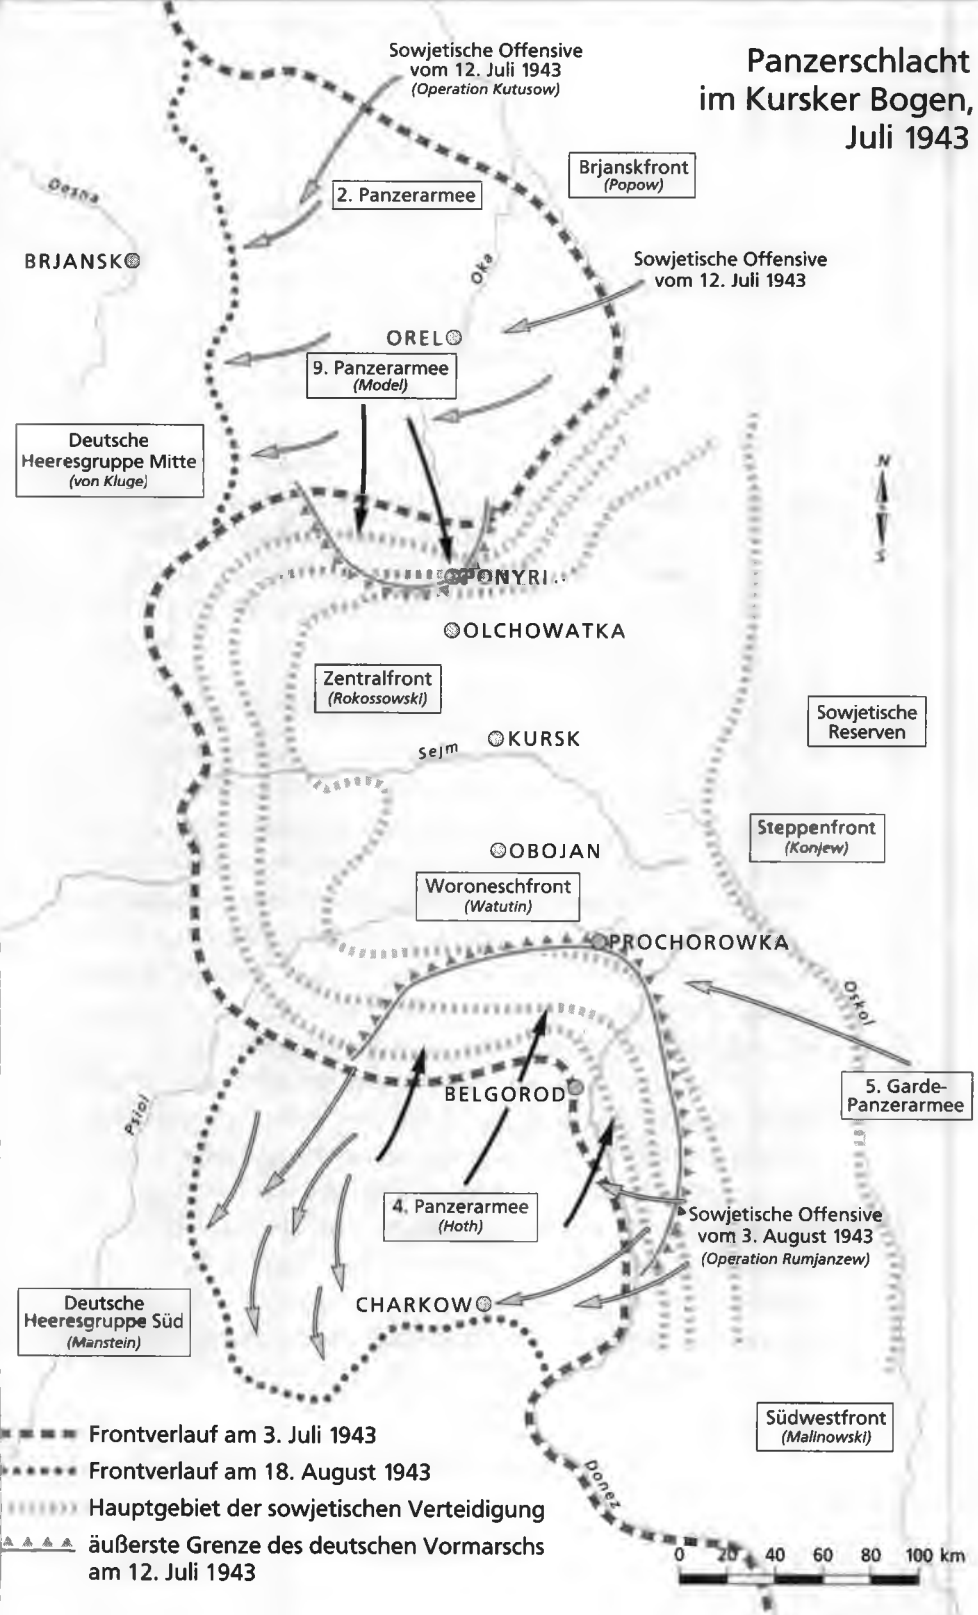 Panzerschlacht
im Kursker Bogen,
Juli 1943
Sowjetische Offensive
vom 12. Juli 1943
(Operation Kutusow)
Brjanskfront
(Popow)
2. Panzerarmee
Desna
BRJANSK
Oka
Sowjetische Offensive
vom 12. Juli 1943
OREL
9. Panzerarmee
(Model)
Deutsche
Heeresgruppe Mitte
(von Kluge)
N
S
PONYRI
OLCHOWATKA
Zentralfront
(Rokossowski)
Sowjetische
Reserven
Sejm
KURSK
Steppenfront
(Konjew)
OBOJAN
Woroneschfront
(Watutin)
PROCHOROWKA
Oskol
5. Garde-
Panzerarmee
BELGOROD
Psiol
4. Panzerarmee
(Hoth)
Sowjetische Offensive
vom 3. August 1943
(Operation Rumjanzew)
Deutsche
Heeresgruppe Süd
(Manstein)
CHARKOW
Südwestfront
(Malinowski)
Donez
Frontverlauf am 3. Juli 1943
Frontverlauf am 18. August 1943
Hauptgebiet der sowjetischen Verteidigung
äußerste Grenze des deutschen Vormarschs
am 12. Juli 1943
0 20 40 60 80 100 km